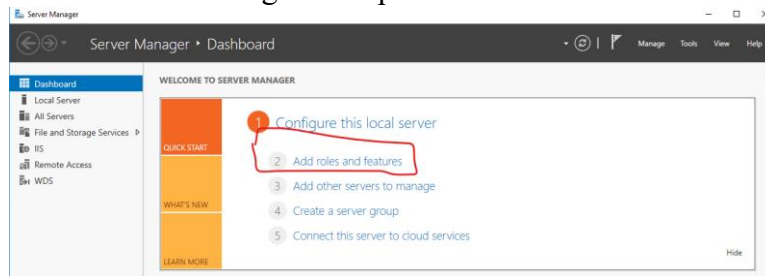 Server Manager
Server Manager • Dashboard
Manage Tools View Help
Dashboard
Local Server
All Servers
File and Storage Services
IIS
Remote Access
WDS
WELCOME TO SERVER MANAGER
QUICK START
WHAT'S NEW
LEARN MORE
1 Configure this local server
2 Add roles and features
3 Add other servers to manage
4 Create a server group
5 Connect this server to cloud services
Hide